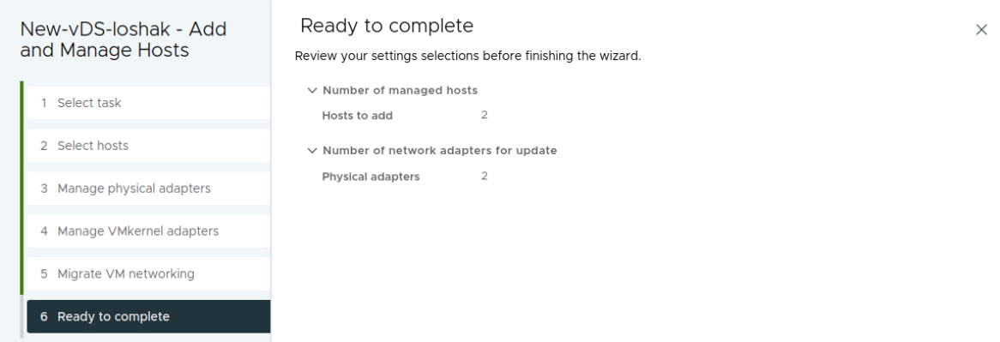 New-vDS-loshak - Add
and Manage Hosts
1 Select task
2 Select hosts
3 Manage physical adapters
4 Manage VMkernel adapters
5 Migrate VM networking
6 Ready to complete
Ready to complete
Review your settings selections before finishing the wizard.
Number of managed hosts
Hosts to add 2
Number of network adapters for update
Physical adapters 2